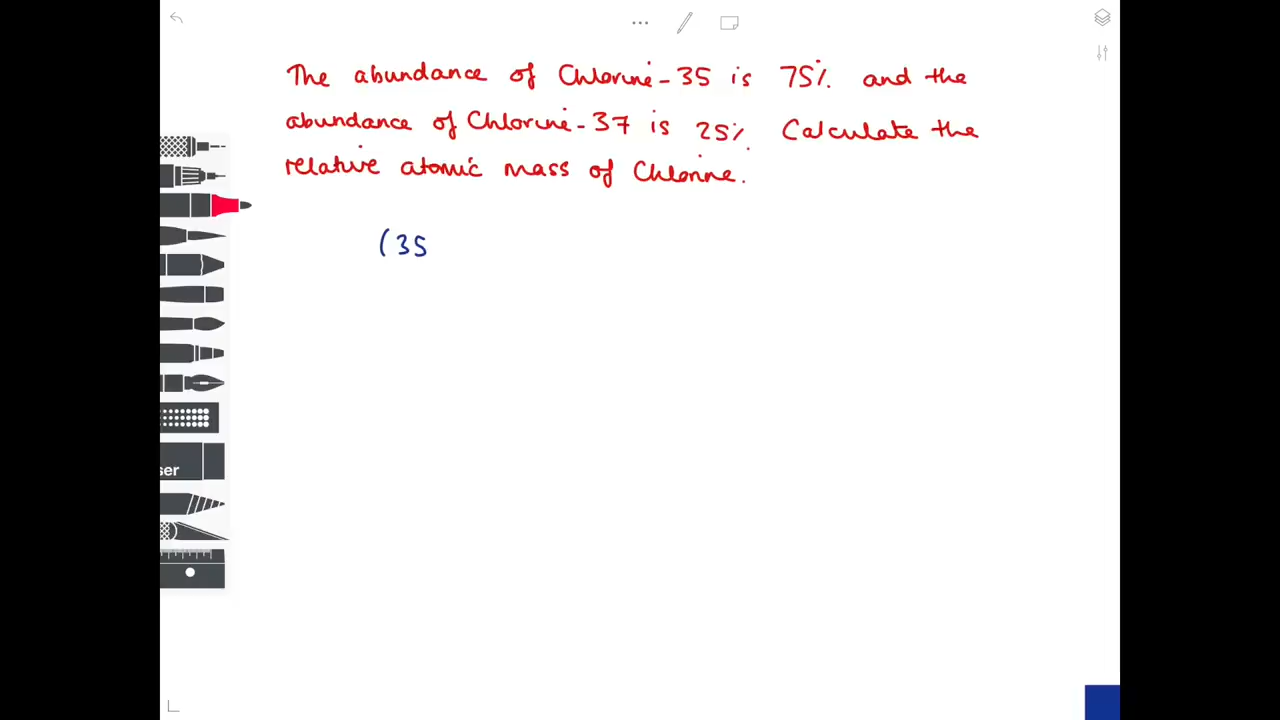 The abundance of Chlorine-35 is 75% and the
abundance of Chlorine-37 is 25%. Calculate the
relative atomic mass of Chlorine.
(35
ser